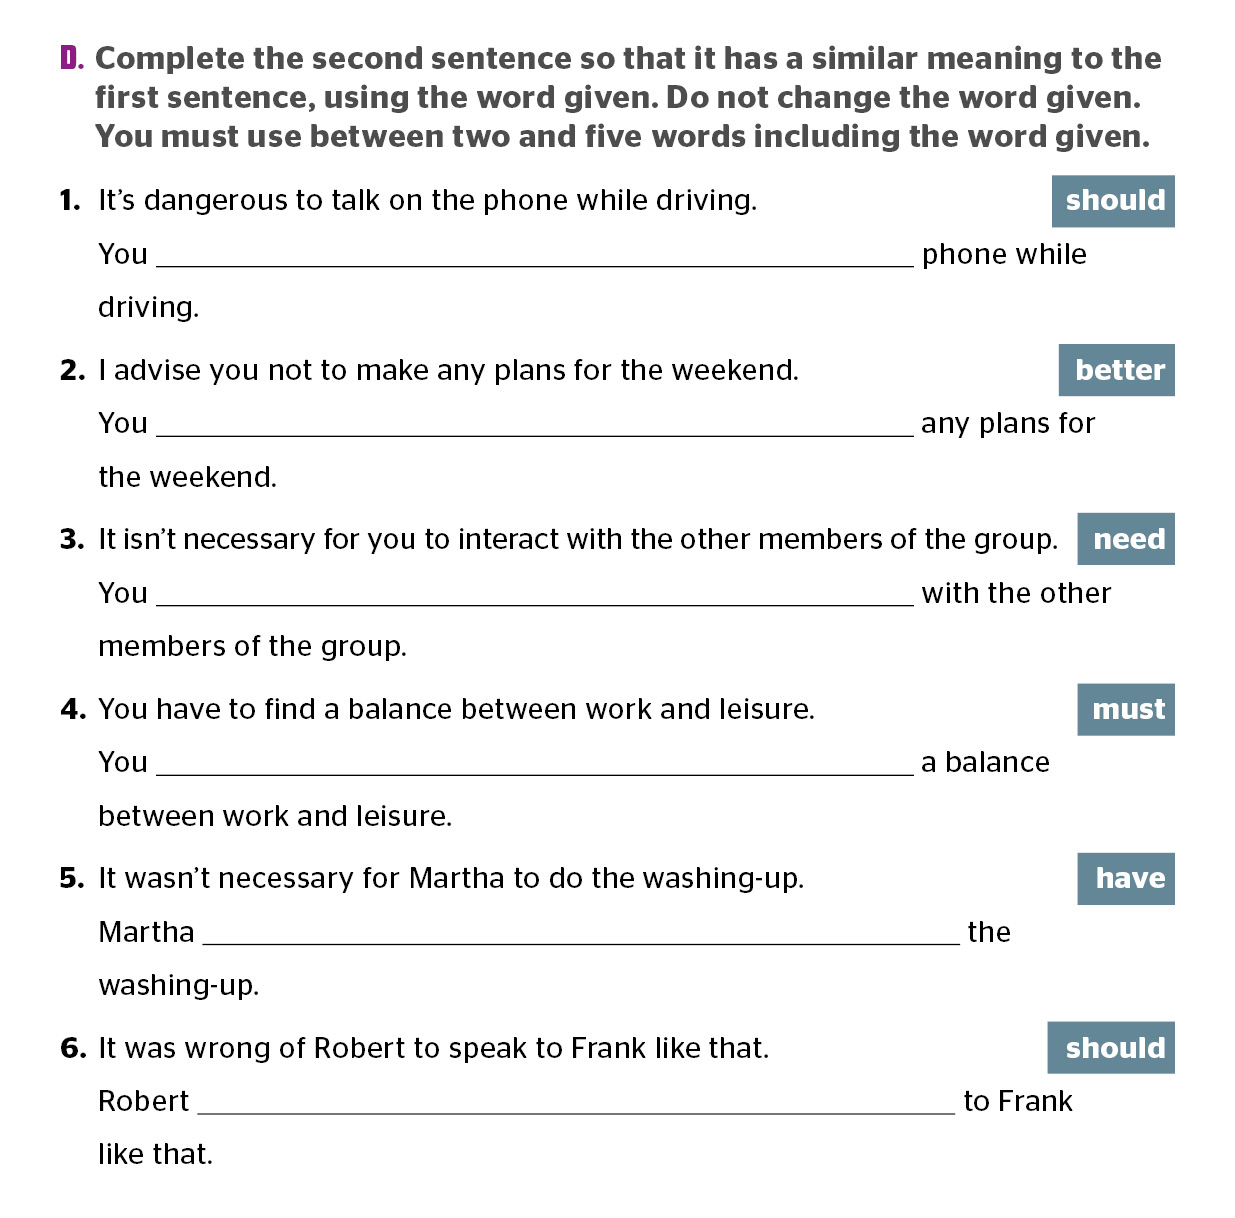 D. Complete the second sentence so that it has a similar meaning to the
first sentence, using the word given. Do not change the word given.
You must use between two and five words including the word given.
1. It’s dangerous to talk on the phone while driving. should
You ______________________________ phone while
driving.
2. I advise you not to make any plans for the weekend. better
You ______________________________ any plans for
the weekend.
3. It isn’t necessary for you to interact with the other members of the group. need
You ______________________________ with the other
members of the group.
4. You have to find a balance between work and leisure. must
You ______________________________ a balance
between work and leisure.
5. It wasn’t necessary for Martha to do the washing-up. have
Martha ______________________________ the
washing-up.
6. It was wrong of Robert to speak to Frank like that. should
Robert ______________________________ to Frank
like that.